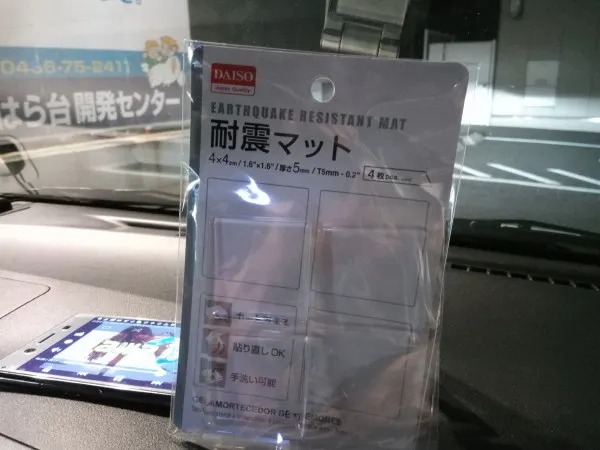 (0436-75-2411)
はら台開発センター
DAISO
Japan Quality
EARTHQUAKE RESISTANT MAT
耐震マット
4×4cm / 1.6"×1.6" / 厚さ5mm / T5mm - 0.2"
4枚 pcs
貼り直しOK
手洗い可能
GEL AMORTECEDOR DE TREMORES